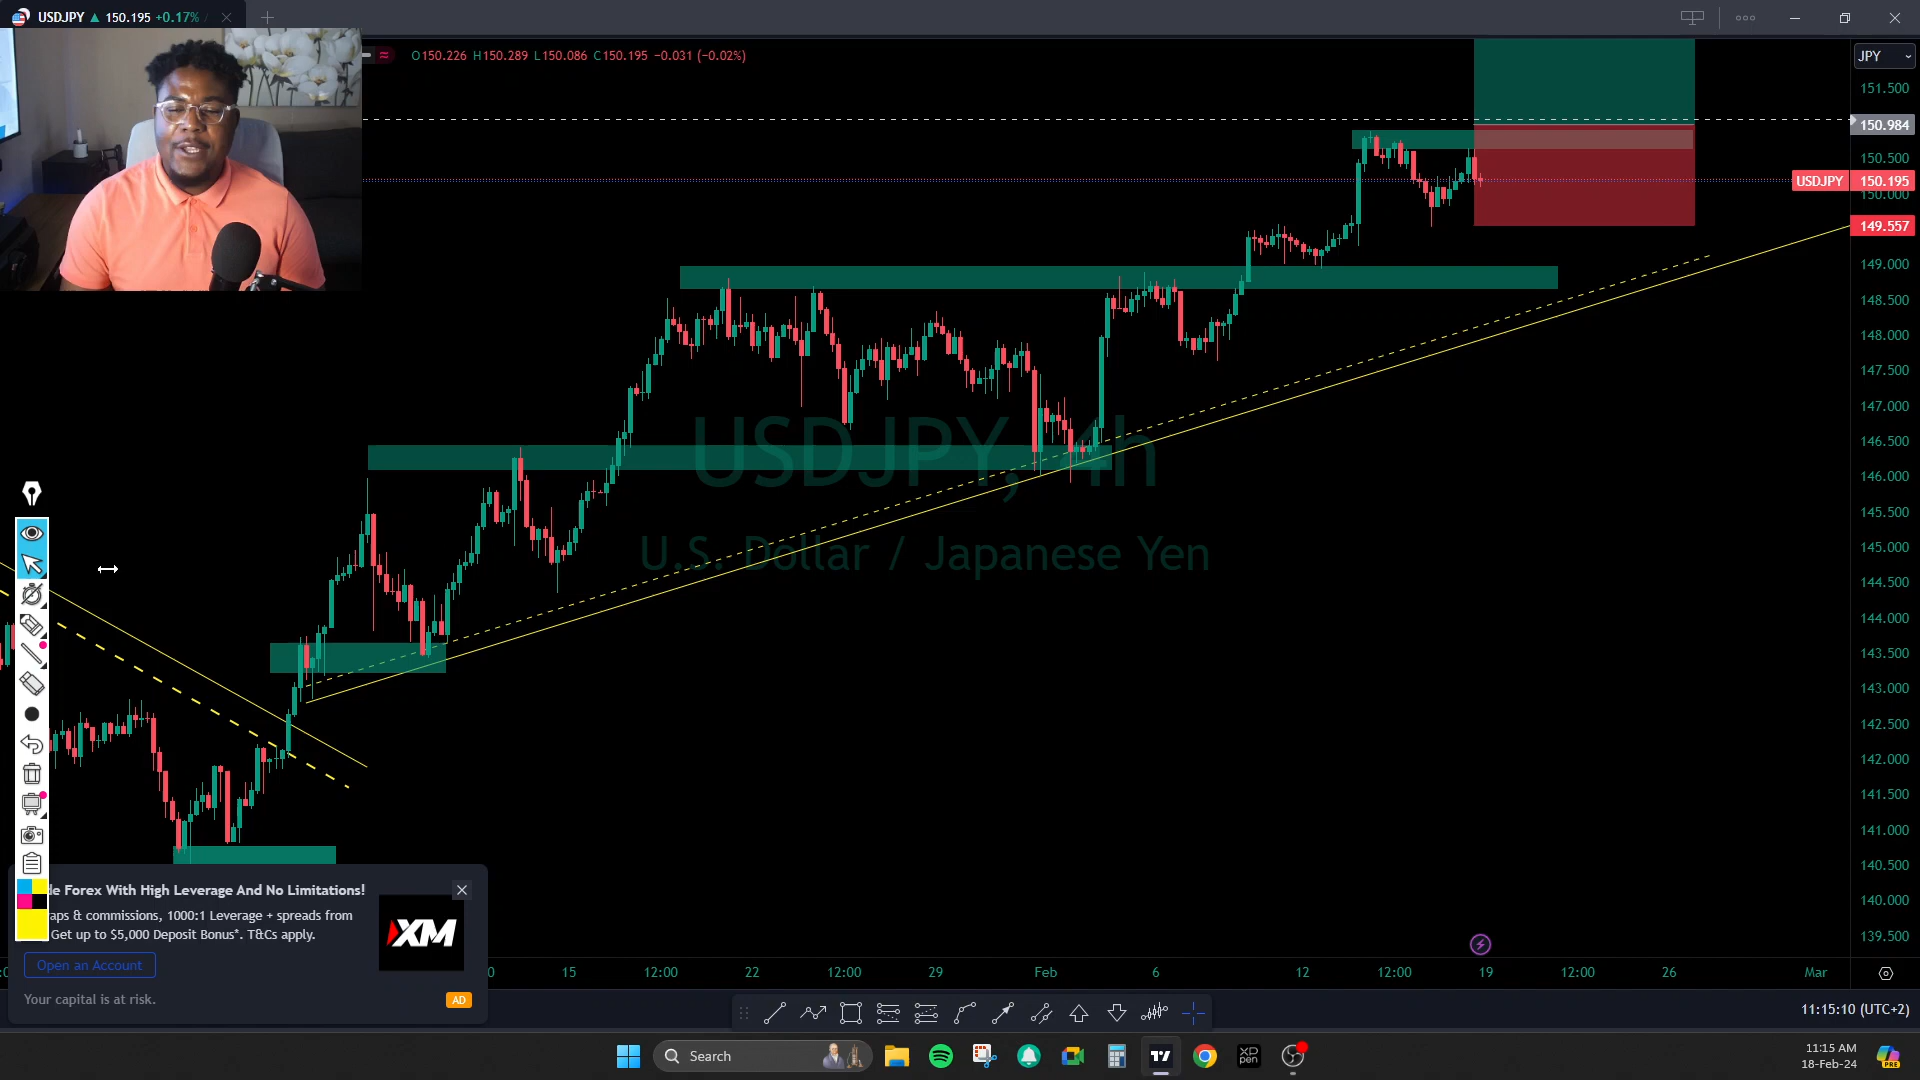 USDJPY ▲ 150.195 +0.17% /
O150.226 H150.289 L150.086 C150.195 −0.031 (−0.02%)
JPY
151.500
150.984
150.500
USDJPY 150.195
150.000
149.557
149.000
148.500
148.000
147.500
147.000
146.500
146.000
145.500
145.000
144.500
144.000
143.500
143.000
142.500
142.000
141.500
141.000
140.500
140.000
139.500
USDJPY, 4h
U.S. Dollar / Japanese Yen
de Forex With High Leverage And No Limitations!
aps & commissions, 1000:1 Leverage + spreads from
Get up to $5,000 Deposit Bonus*. T&Cs apply.
XM
Open an Account
Your capital is at risk.
AD
15 12:00 22 12:00 29 Feb 6 12 12:00 19 12:00 26 Mar
11:15:10 (UTC+2)
Search
XP
pen
11:15 AM
18-Feb-24
PRE